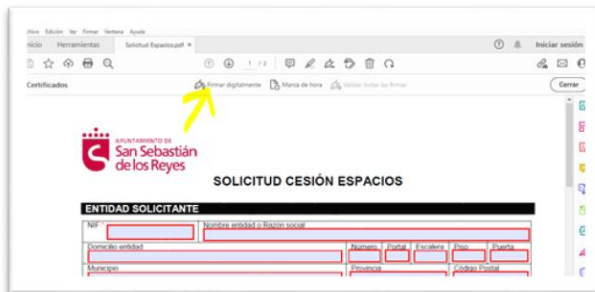 Archivo Edición Ver Firmar Ventana Ayuda
Inicio Herramientas Solicitud Espacios.pdf × Iniciar sesión
1 / 2
Certificados Firmar digitalmente Marca de hora Validar todas las firmas Cerrar
AYUNTAMIENTO DE
San Sebastián
de los Reyes
SOLICITUD CESIÓN ESPACIOS
ENTIDAD SOLICITANTE
NIF * Nombre entidad o Razón social
Domicilio entidad Número Portal Escalera Piso Puerta
Municipio Provincia Código Postal